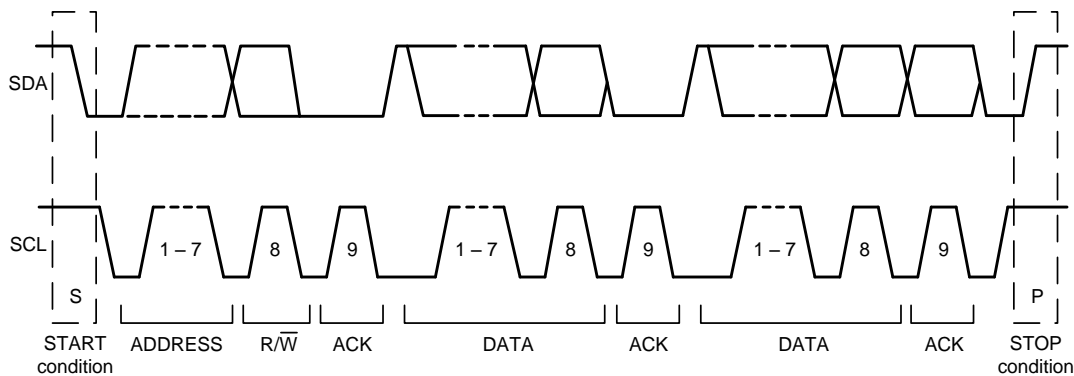 SDA
SCL
1 – 7
8
9
1 – 7
8
9
1 – 7
8
9
S
P
START
condition
ADDRESS
R/W̅
ACK
DATA
ACK
DATA
ACK
STOP
condition